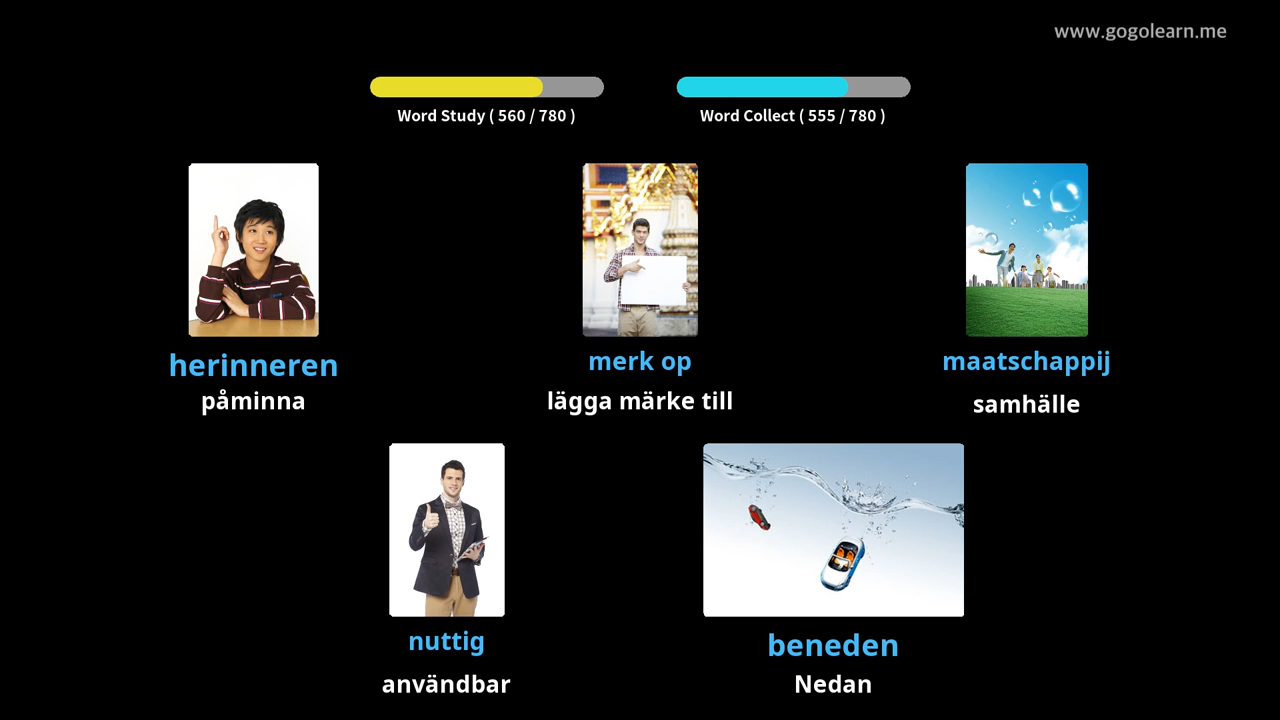 www.gogolearn.me
Word Study ( 560 / 780 )
Word Collect ( 555 / 780 )
herinneren
påminna
merk op
lägga märke till
maatschappij
samhälle
nuttig
användbar
beneden
Nedan